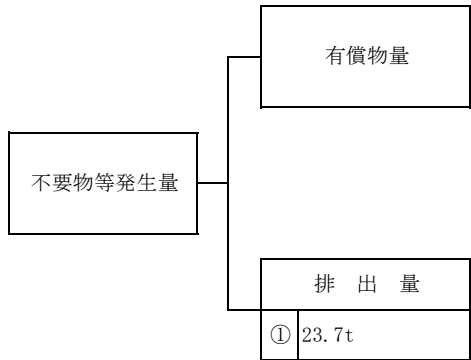 有償物量
不要物等発生量
排 出 量
① 23.7t